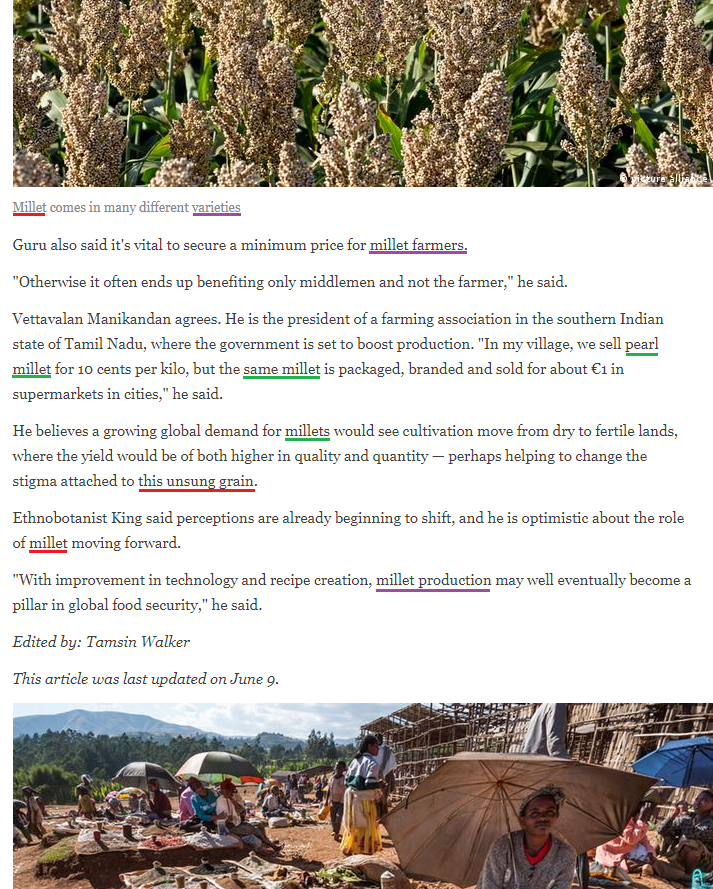 © picture alliance
Millet comes in many different varieties
Guru also said it's vital to secure a minimum price for millet farmers.
"Otherwise it often ends up benefiting only middlemen and not the farmer," he said.
Vettavalan Manikandan agrees. He is the president of a farming association in the southern Indian
state of Tamil Nadu, where the government is set to boost production. "In my village, we sell pearl
millet for 10 cents per kilo, but the same millet is packaged, branded and sold for about €1 in
supermarkets in cities," he said.
He believes a growing global demand for millets would see cultivation move from dry to fertile lands,
where the yield would be of both higher in quality and quantity — perhaps helping to change the
stigma attached to this unsung grain.
Ethnobotanist King said perceptions are already beginning to shift, and he is optimistic about the role
of millet moving forward.
"With improvement in technology and recipe creation, millet production may well eventually become a
pillar in global food security," he said.
Edited by: Tamsin Walker
This article was last updated on June 9.